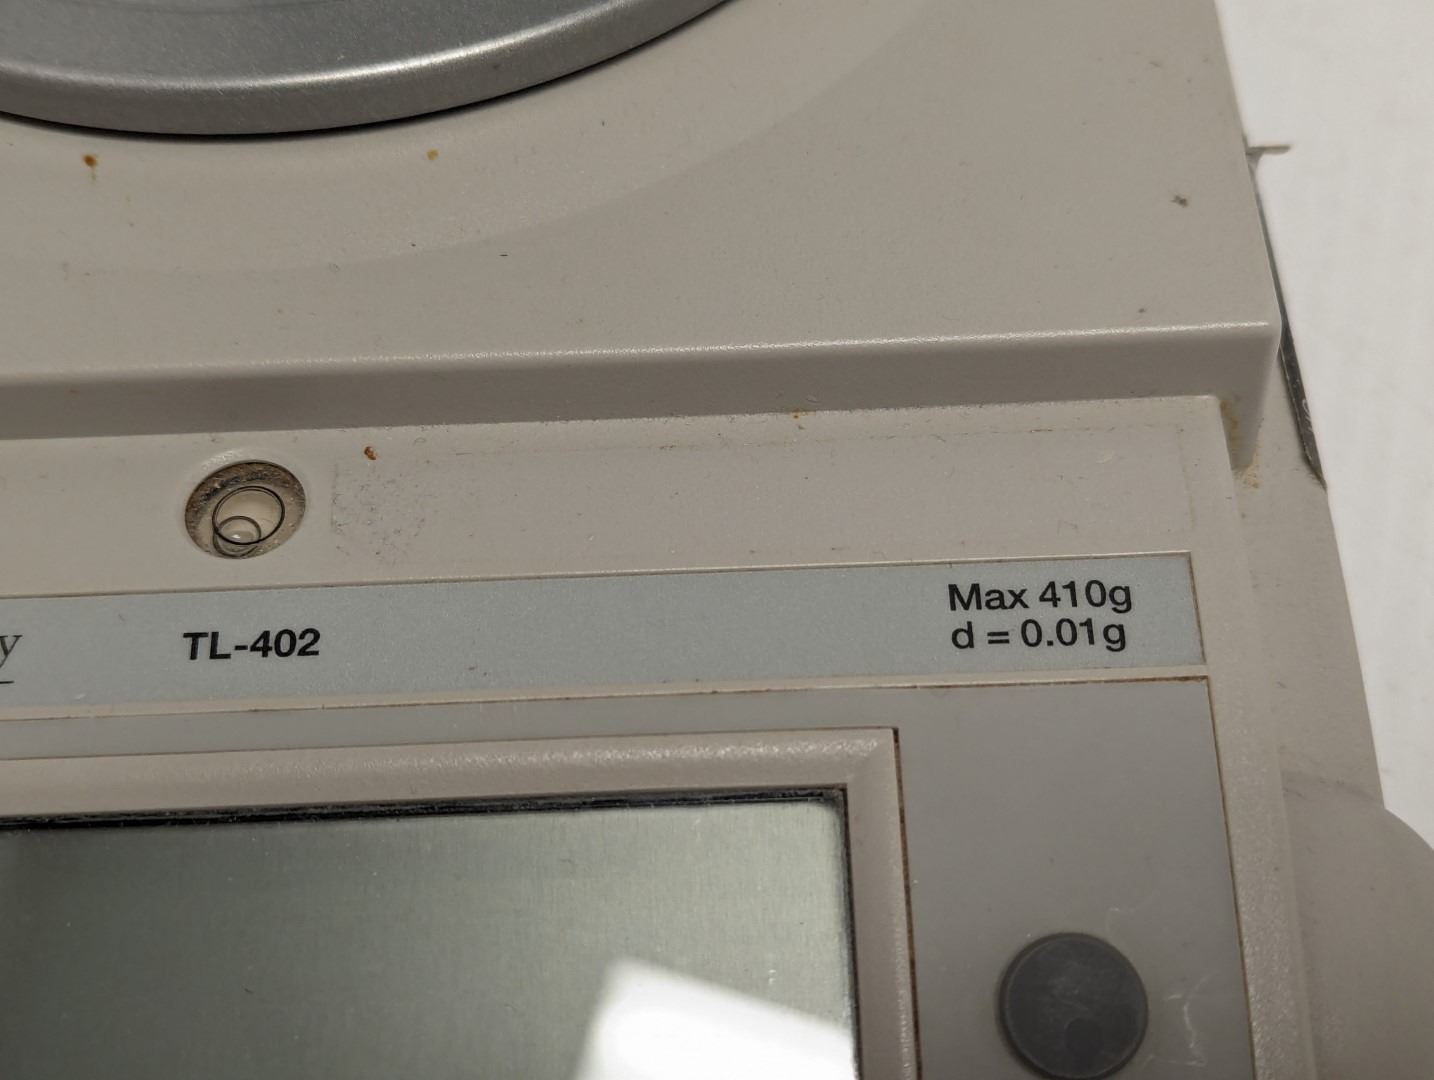 TL-402
Max 410g
d = 0.01g